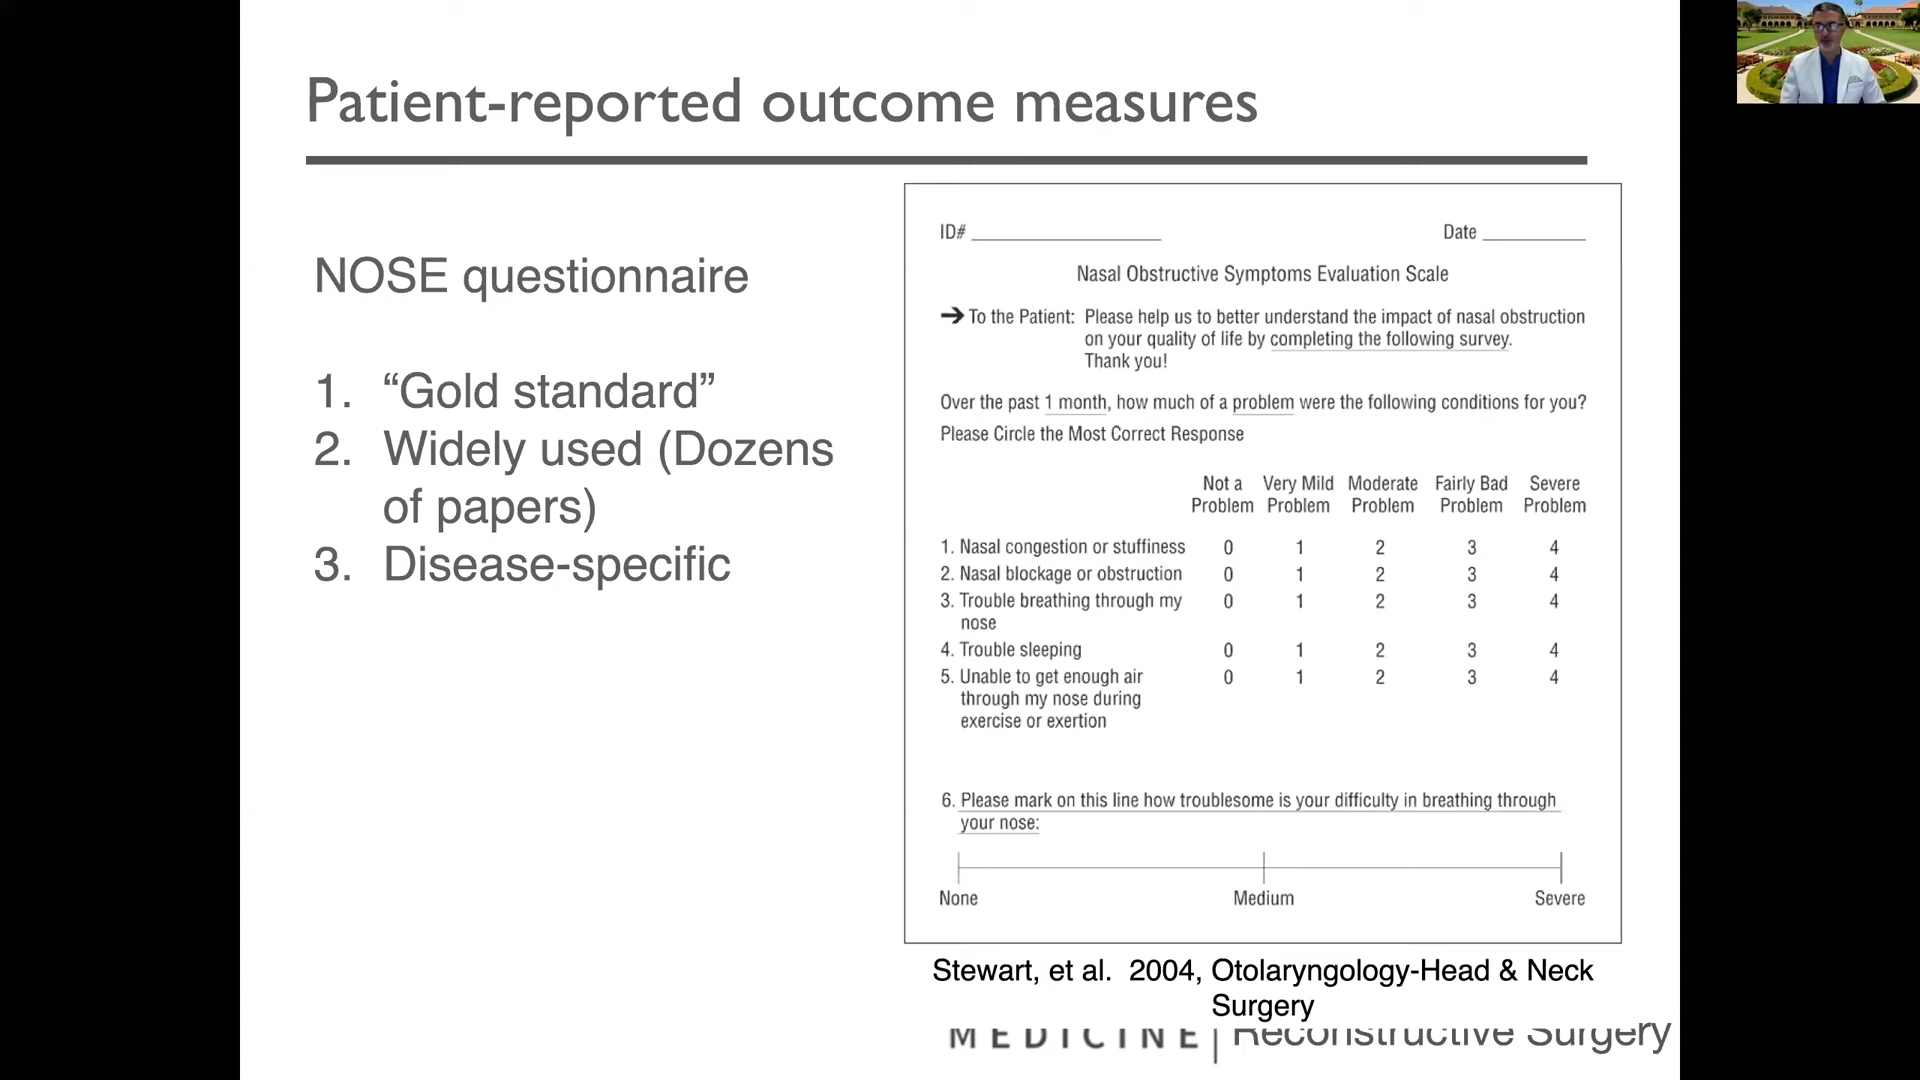 Patient-reported outcome measures
NOSE questionnaire
1. “Gold standard”
2. Widely used (Dozens
of papers)
3. Disease-specific
ID# ____________ Date ________
Nasal Obstructive Symptoms Evaluation Scale
➔ To the Patient: Please help us to better understand the impact of nasal obstruction
on your quality of life by completing the following survey.
Thank you!
Over the past 1 month, how much of a problem were the following conditions for you?
Please Circle the Most Correct Response
Not a Very Mild Moderate Fairly Bad Severe
Problem Problem Problem Problem Problem
1. Nasal congestion or stuffiness 0 1 2 3 4
2. Nasal blockage or obstruction 0 1 2 3 4
3. Trouble breathing through my 0 1 2 3 4
nose
4. Trouble sleeping 0 1 2 3 4
5. Unable to get enough air 0 1 2 3 4
through my nose during
exercise or exertion
6. Please mark on this line how troublesome is your difficulty in breathing through
your nose:
None Medium Severe
Stewart, et al. 2004, Otolaryngology-Head & Neck
Surgery
MEDICINE | Reconstructive Surgery